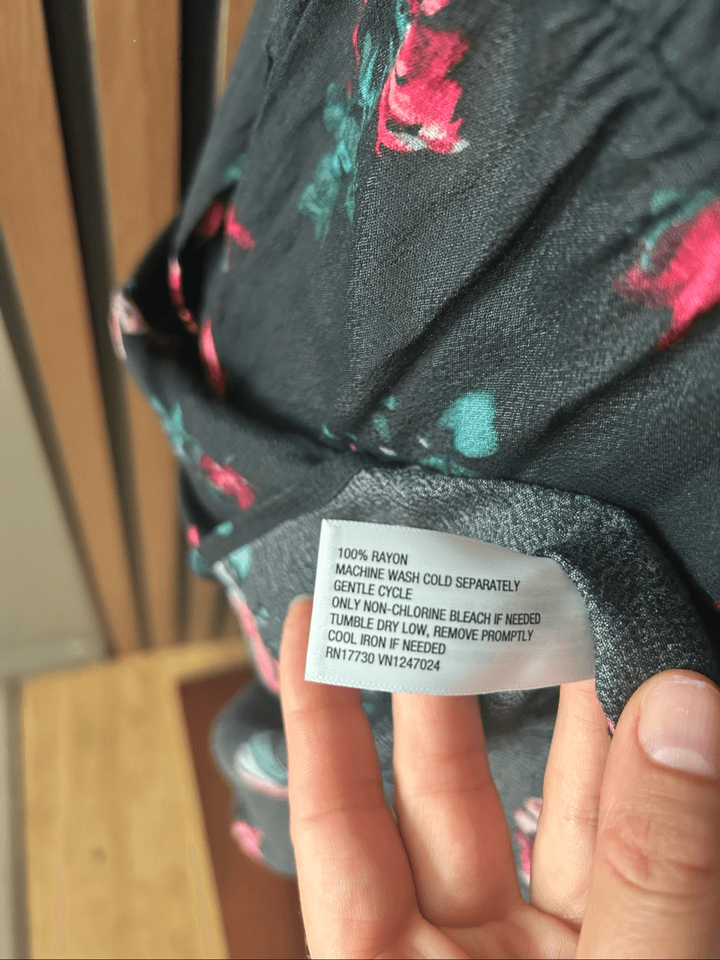 100% RAYON
MACHINE WASH COLD SEPARATELY
GENTLE CYCLE
ONLY NON-CHLORINE BLEACH IF NEEDED
TUMBLE DRY LOW, REMOVE PROMPTLY
COOL IRON IF NEEDED
RN17730 VN1247024